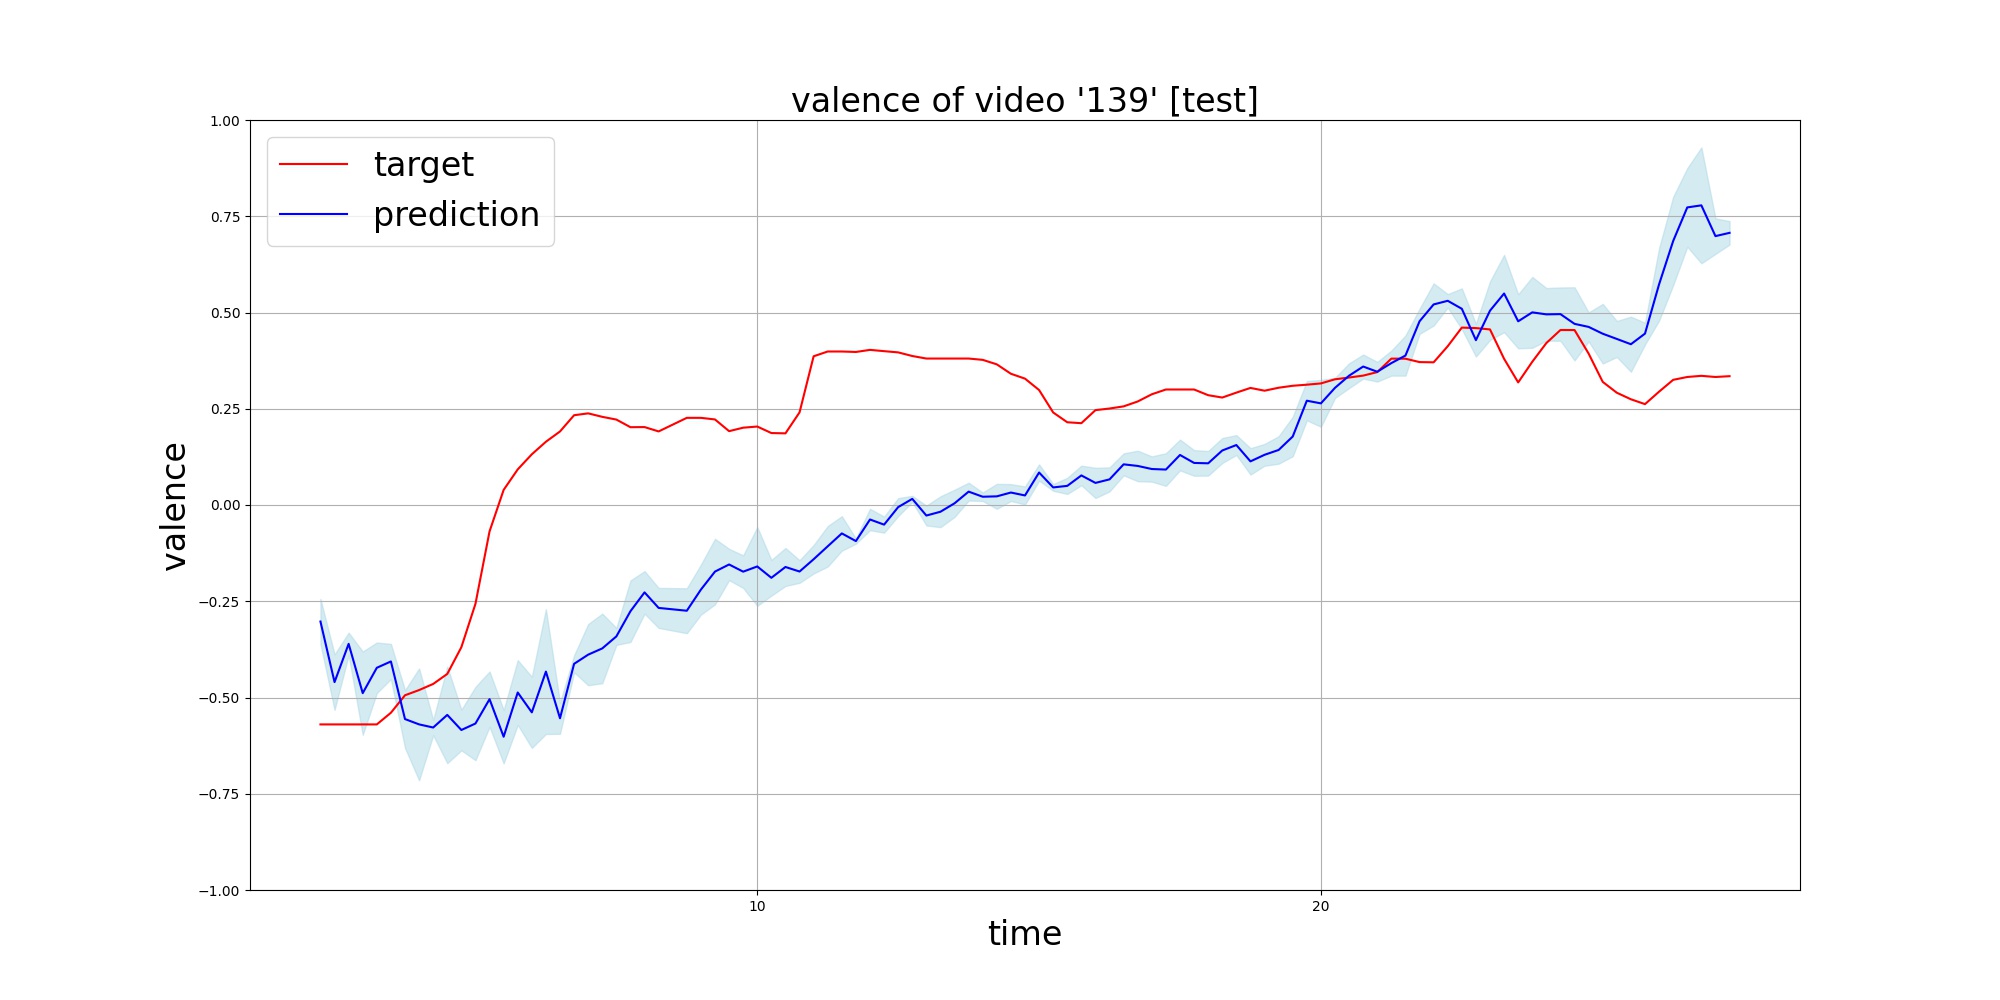 valence of video '139' [test]
target
prediction
valence
1.00
0.75
0.50
0.25
0.00
−0.25
−0.50
−0.75
−1.00
10
20
time